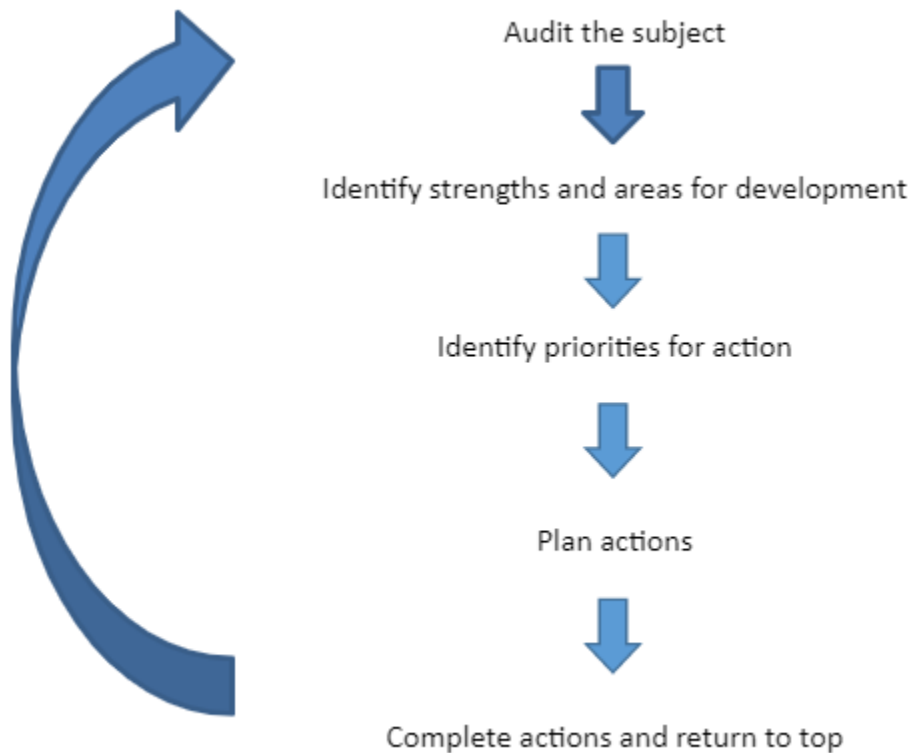 Audit the subject
Identify strengths and areas for development
Identify priorities for action
Plan actions
Complete actions and return to top